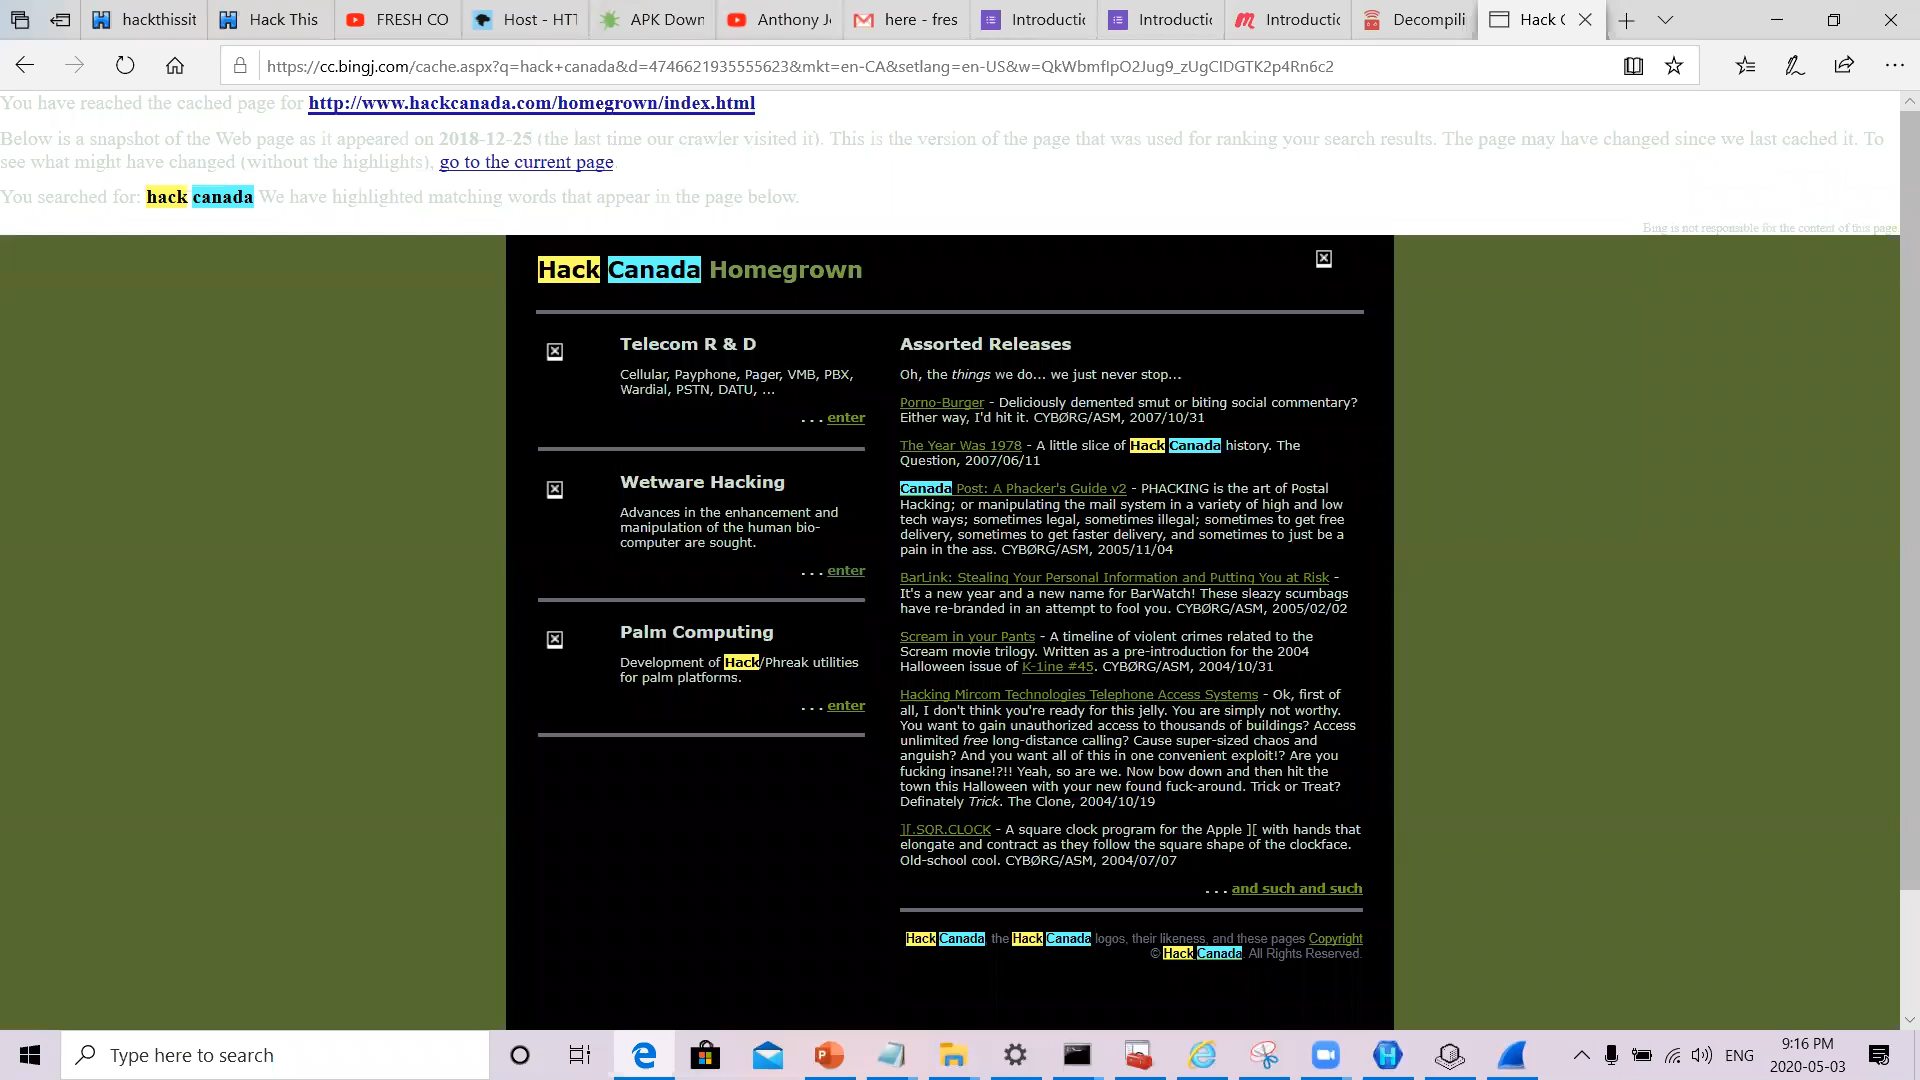 hackthissit
Hack This
FRESH CO
Host - HTT
APK Down
Anthony Jo
here - fres
Introductic
Introductic
Introductic
Decompili
Hack C
https://cc.bingj.com/cache.aspx?q=hack+canada&d=4746621935555623&mkt=en-CA&setlang=en-US&w=QkWbmfIpO2Jug9_zUgCIDGTK2p4Rn6c2
You have reached the cached page for http://www.hackcanada.com/homegrown/index.html
Below is a snapshot of the Web page as it appeared on 2018-12-25 (the last time our crawler visited it). This is the version of the page that was used for ranking your search results. The page may have changed since we last cached it. To
see what might have changed (without the highlights), go to the current page.
You searched for: hack canada We have highlighted matching words that appear in the page below.
Bing is not responsible for the content of this page.
Hack Canada Homegrown
Telecom R & D
Cellular, Payphone, Pager, VMB, PBX,
Wardial, PSTN, DATU, ...
. . . enter
Wetware Hacking
Advances in the enhancement and
manipulation of the human bio-
computer are sought.
. . . enter
Palm Computing
Development of Hack/Phreak utilities
for palm platforms.
. . . enter
Assorted Releases
Oh, the things we do... we just never stop...
Porno-Burger - Deliciously demented smut or biting social commentary?
Either way, I'd hit it. CYBØRG/ASM, 2007/10/31
The Year Was 1978 - A little slice of Hack Canada history. The
Question, 2007/06/11
Canada Post: A Phacker's Guide v2 - PHACKING is the art of Postal
Hacking; or manipulating the mail system in a variety of high and low
tech ways; sometimes legal, sometimes illegal; sometimes to get free
delivery, sometimes to get faster delivery, and sometimes to just be a
pain in the ass. CYBØRG/ASM, 2005/11/04
BarLink: Stealing Your Personal Information and Putting You at Risk -
It's a new year and a new name for BarWatch! These sleazy scumbags
have re-branded in an attempt to fool you. CYBØRG/ASM, 2005/02/02
Scream in your Pants - A timeline of violent crimes related to the
Scream movie trilogy. Written as a pre-introduction for the 2004
Halloween issue of K-1ine #45. CYBØRG/ASM, 2004/10/31
Hacking Mircom Technologies Telephone Access Systems - Ok, first of
all, I don't think you're ready for this jelly. You are simply not worthy.
You want to gain unauthorized access to thousands of buildings? Access
unlimited free long-distance calling? Cause super-sized chaos and
anguish? And you want all of this in one convenient exploit!? Are you
fucking insane!?!! Yeah, so are we. Now bow down and then hit the
town this Halloween with your new found fuck-around. Trick or Treat?
Definately Trick. The Clone, 2004/10/19
][.SQR.CLOCK - A square clock program for the Apple ][ with hands that
elongate and contract as they follow the square shape of the clockface.
Old-school cool. CYBØRG/ASM, 2004/07/07
. . . and such and such
Hack Canada, the Hack Canada logos, their likeness, and these pages Copyright
© Hack Canada. All Rights Reserved.
Type here to search
ENG
9:16 PM
2020-05-03